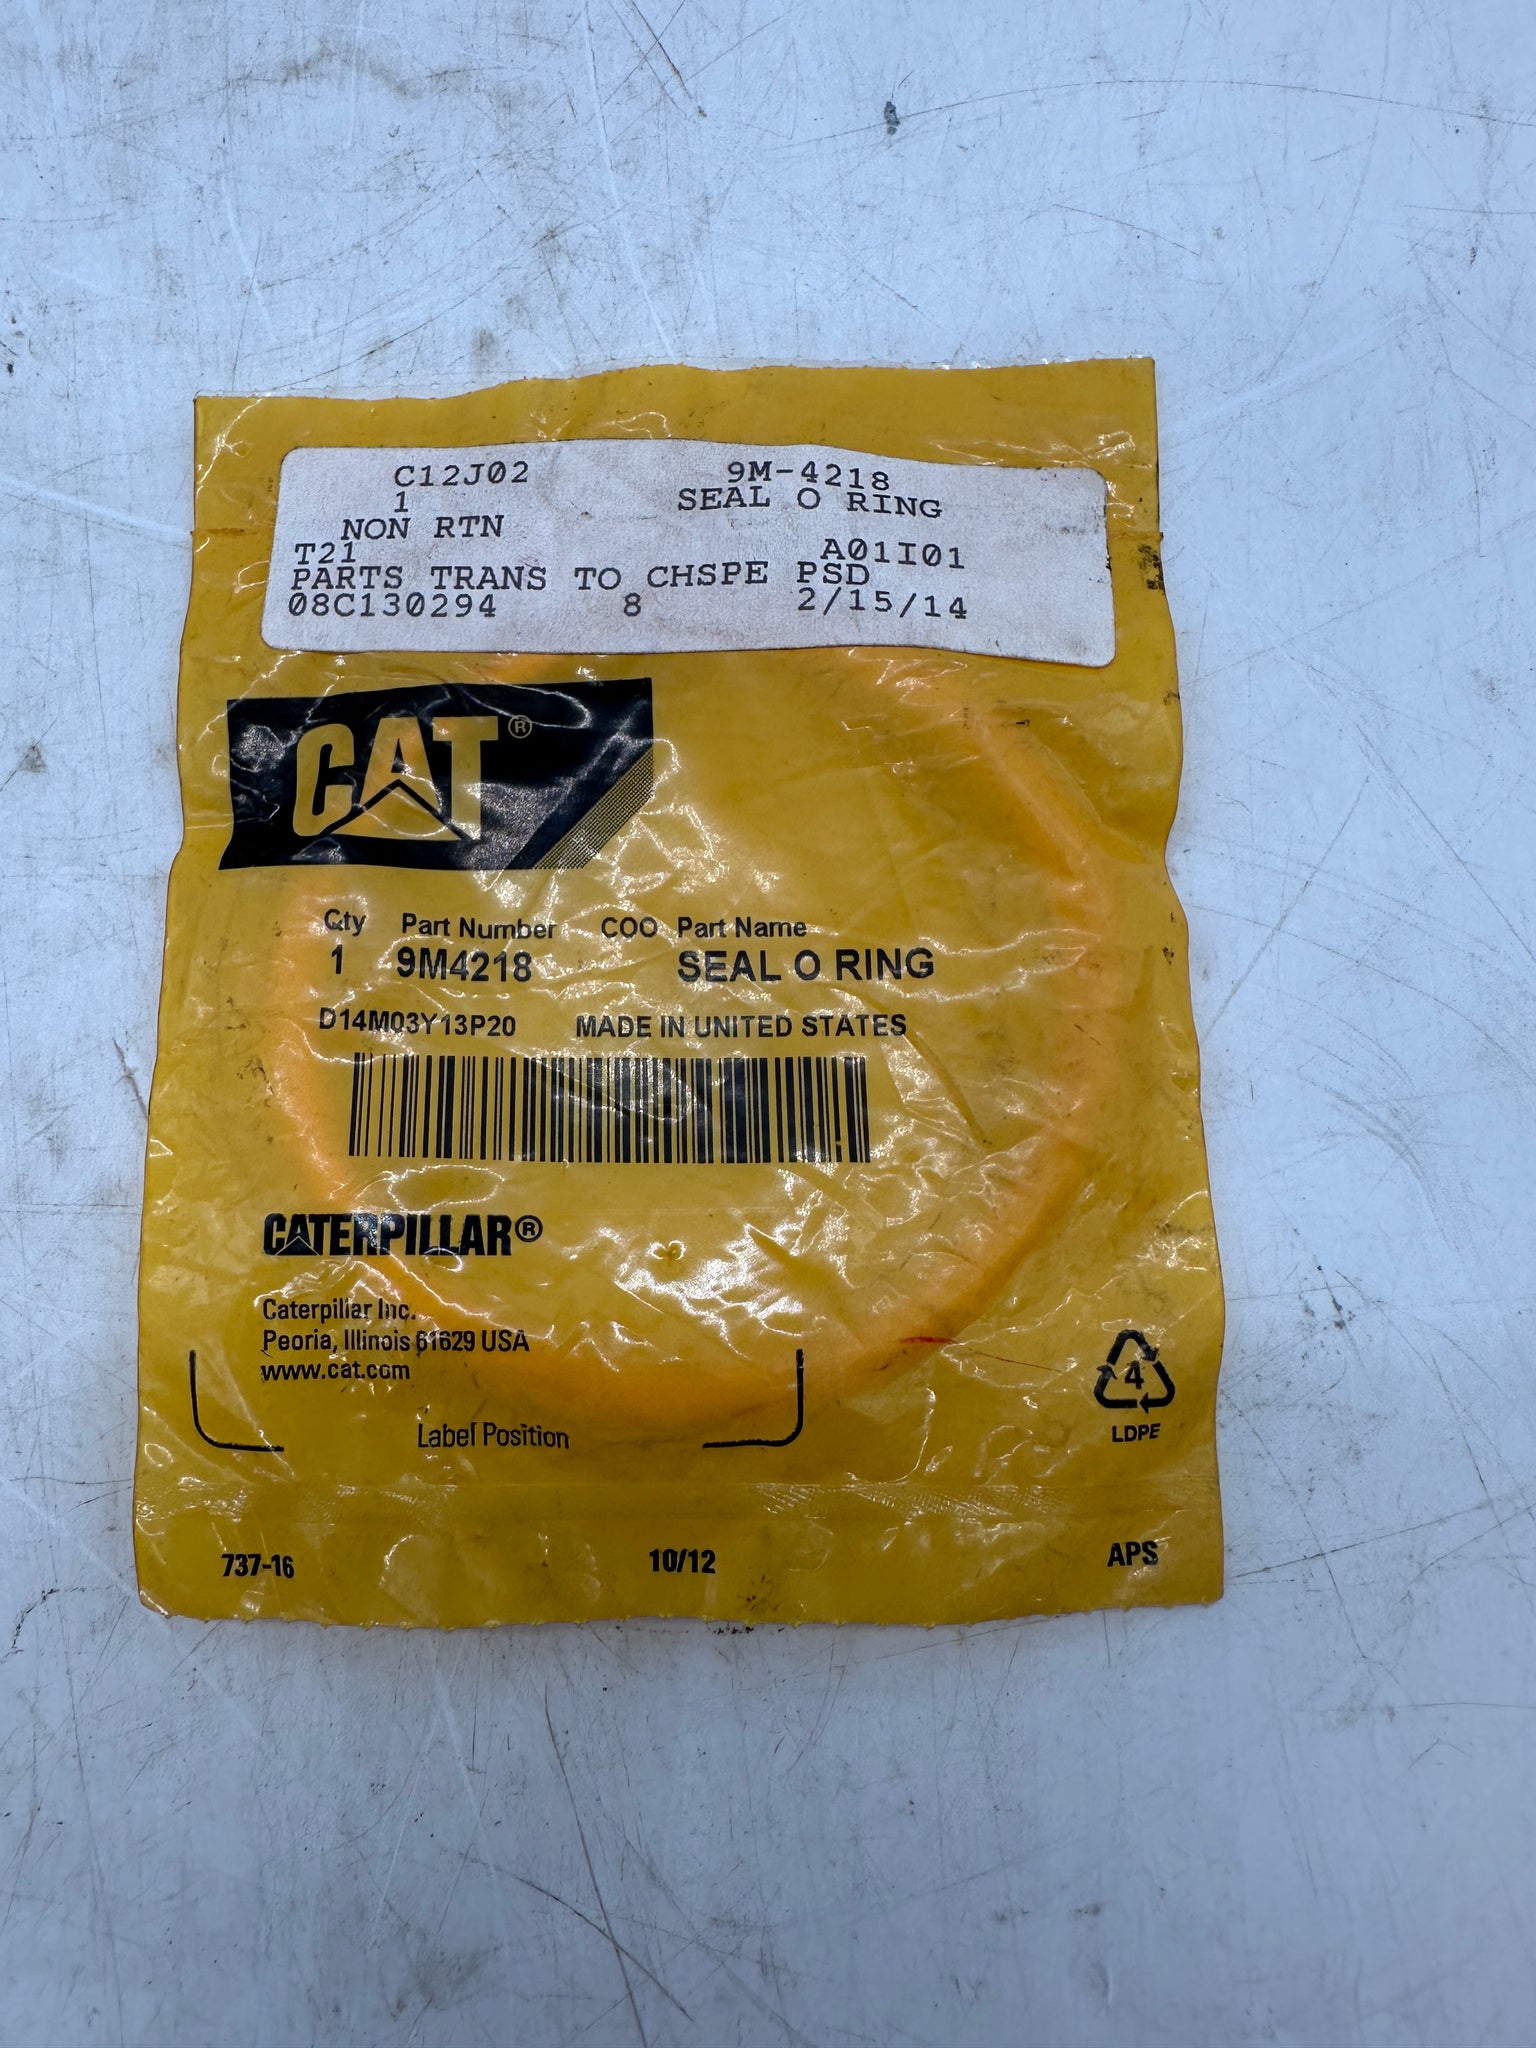 C12J02 9M-4218
1 SEAL O RING
NON RTN
T21 A01I01
PARTS TRANS TO CHSPE PSD
08C130294 8 2/15/14
CAT®
Qty Part Number COO Part Name
1 9M4218 SEAL O RING
D14M03Y13P20 MADE IN UNITED STATES
CATERPILLAR®
Caterpillar Inc.
Peoria, Illinois 61629 USA
www.cat.com
Label Position
4
LDPE
737-16 10/12 APS